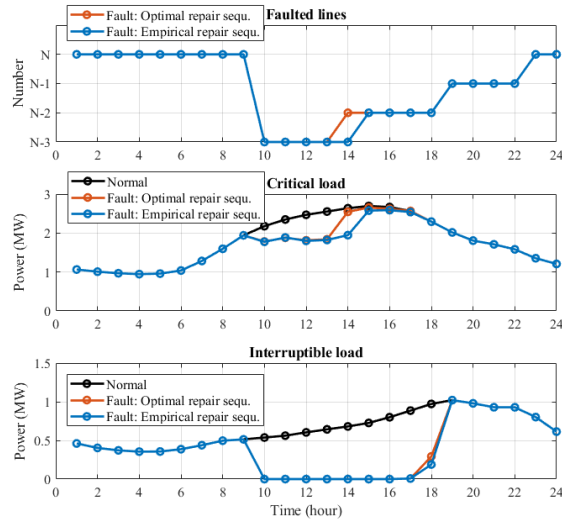 Faulted lines
Fault: Optimal repair sequ.
Fault: Empirical repair sequ.
Number
N
N-1
N-2
N-3
0 2 4 6 8 10 12 14 16 18 20 22 24
Critical load
Normal
Fault: Optimal repair sequ.
Fault: Empirical repair sequ.
Power (MW)
3
2
1
0
0 2 4 6 8 10 12 14 16 18 20 22 24
Interruptible load
Normal
Fault: Optimal repair sequ.
Fault: Empirical repair sequ.
Power (MW)
1.5
1
0.5
0
0 2 4 6 8 10 12 14 16 18 20 22 24
Time (hour)